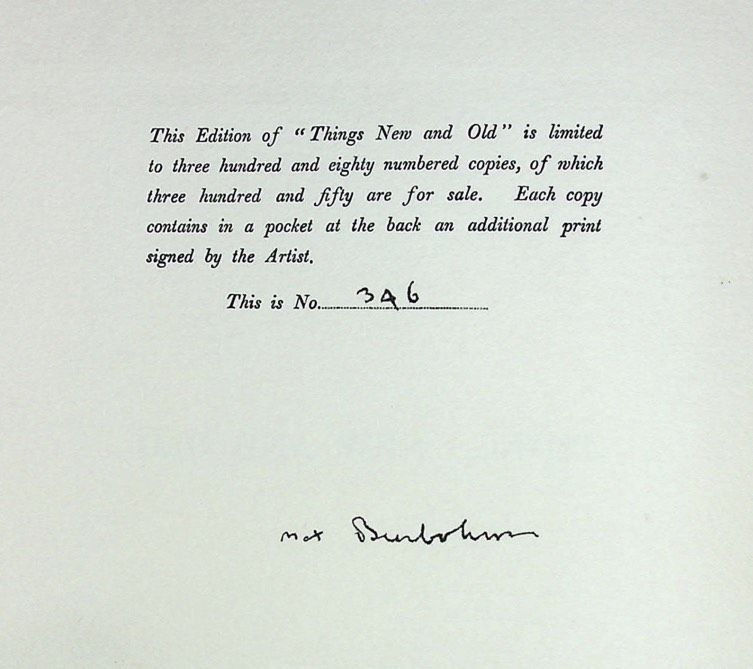 This Edition of “Things New and Old” is limited
to three hundred and eighty numbered copies, of which
three hundred and fifty are for sale. Each copy
contains in a pocket at the back an additional print
signed by the Artist.
This is No. 346
Max Beerbohm